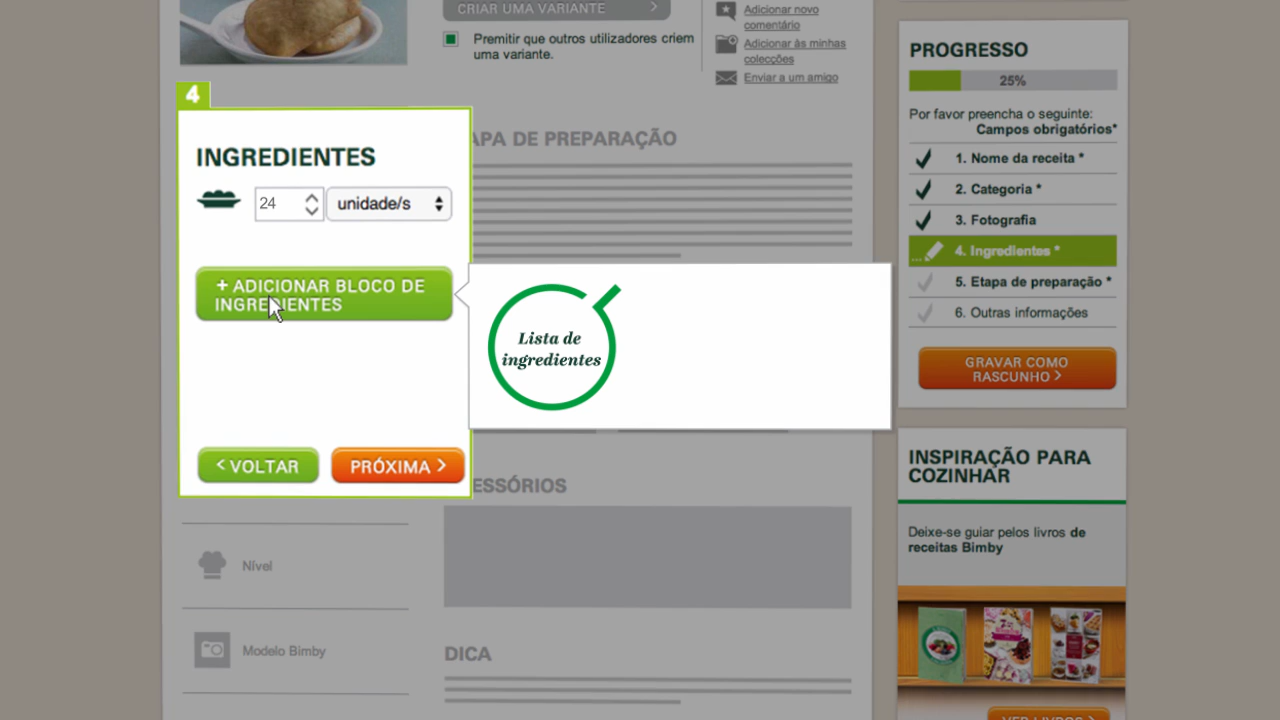 CRIAR UMA VARIANTE
Premitir que outros utilizadores criem
uma variante.
Adicionar novo
comentário
Adicionar às minhas
colecções
Enviar a um amigo
4
INGREDIENTES
24
unidade/s
+ ADICIONAR BLOCO DE
INGREDIENTES
< VOLTAR
PRÓXIMA >
APA DE PREPARAÇÃO
Lista de
ingredientes
ESSÓRIOS
Nível
Modelo Bimby
DICA
PROGRESSO
25%
Por favor preencha o seguinte:
Campos obrigatórios*
1. Nome da receita *
2. Categoria *
3. Fotografia
... 4. Ingredientes *
5. Etapa de preparação *
6. Outras informações
GRAVAR COMO
RASCUNHO >
INSPIRAÇÃO PARA
COZINHAR
Deixe-se guiar pelos livros de
receitas Bimby
VER LIVROS >